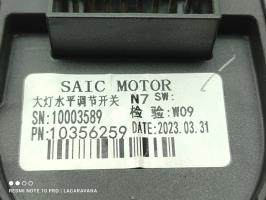 SAIC MOTOR
大灯水平调节开关 N7 SW:
SN:10003589 检 验:W09
PN:10356259 DATE:2023.03.31
REDMI NOTE 10 PRO | LACARAVANA